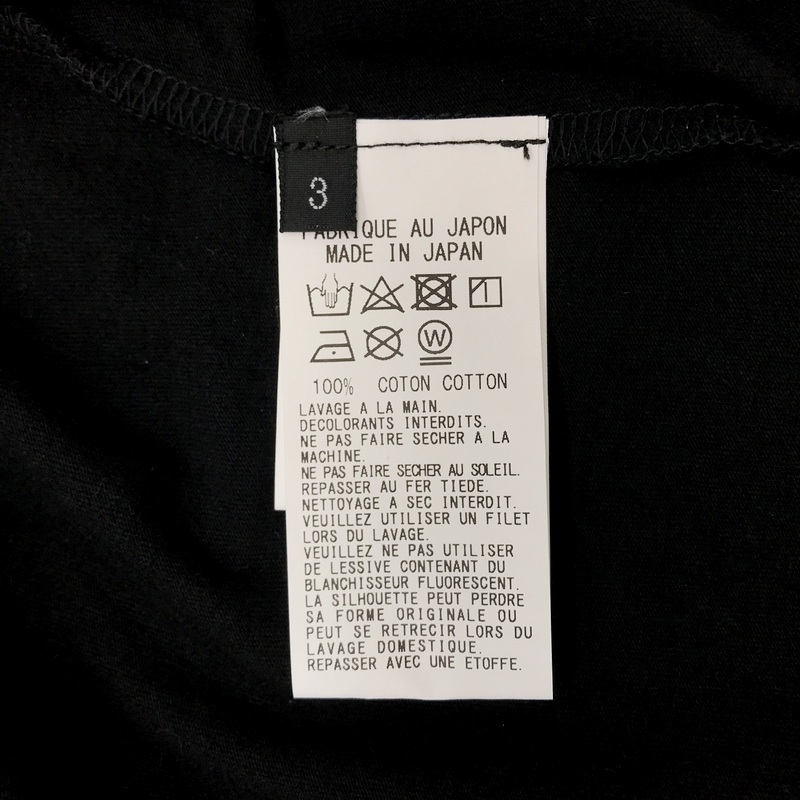 3
FABRIQUE AU JAPON
MADE IN JAPAN
W
100% COTON COTTON
LAVAGE A LA MAIN.
DECOLORANTS INTERDITS.
NE PAS FAIRE SECHER A LA
MACHINE.
NE PAS FAIRE SECHER AU SOLEIL.
REPASSER AU FER TIEDE.
NETTOYAGE A SEC INTERDIT.
VEUILLEZ UTILISER UN FILET
LORS DU LAVAGE.
VEUILLEZ NE PAS UTILISER
DE LESSIVE CONTENANT DU
BLANCHISSEUR FLUORESCENT.
LA SILHOUETTE PEUT PERDRE
SA FORME ORIGINALE OU
PEUT SE RETRECIR LORS DU
LAVAGE DOMESTIQUE.
REPASSER AVEC UNE ETOFFE.